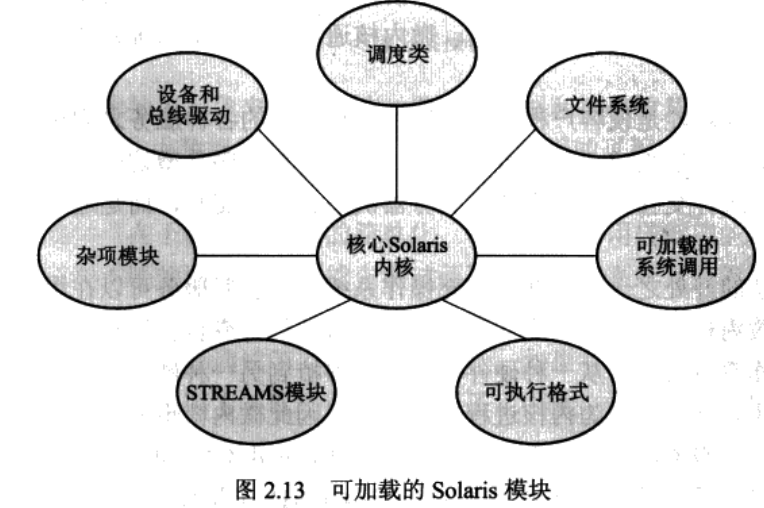 调度类
设备和
总线驱动
文件系统
杂项模块
核心Solaris
内核
可加载的
系统调用
STREAMS模块
可执行格式
图 2.13 可加载的 Solaris 模块